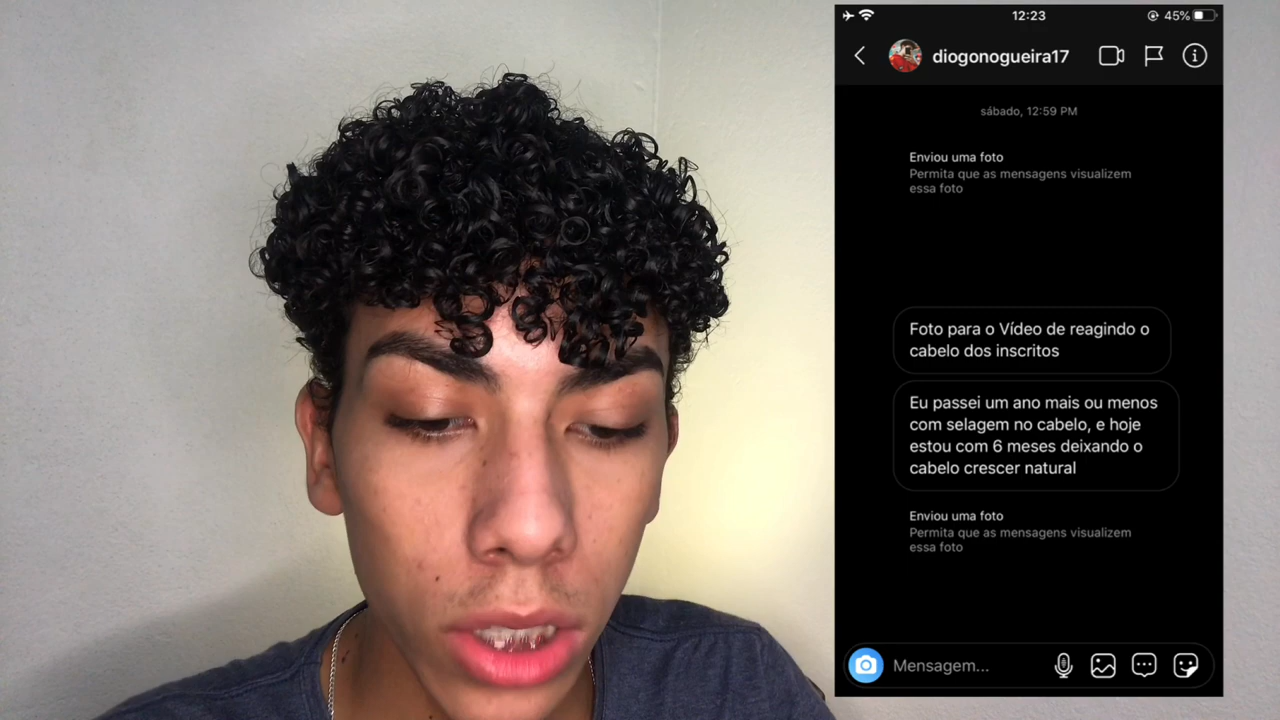 12:23
45%
diogonogueira17
sábado, 12:59 PM
Enviou uma foto
Permita que as mensagens visualizem
essa foto
Foto para o Vídeo de reagindo o
cabelo dos inscritos
Eu passei um ano mais ou menos
com selagem no cabelo, e hoje
estou com 6 meses deixando o
cabelo crescer natural
Enviou uma foto
Permita que as mensagens visualizem
essa foto
Mensagem...